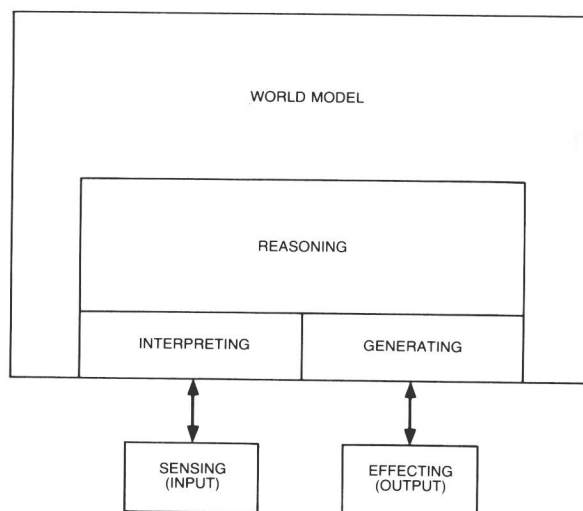 WORLD MODEL
REASONING
INTERPRETING
GENERATING
SENSING
(INPUT)
EFFECTING
(OUTPUT)